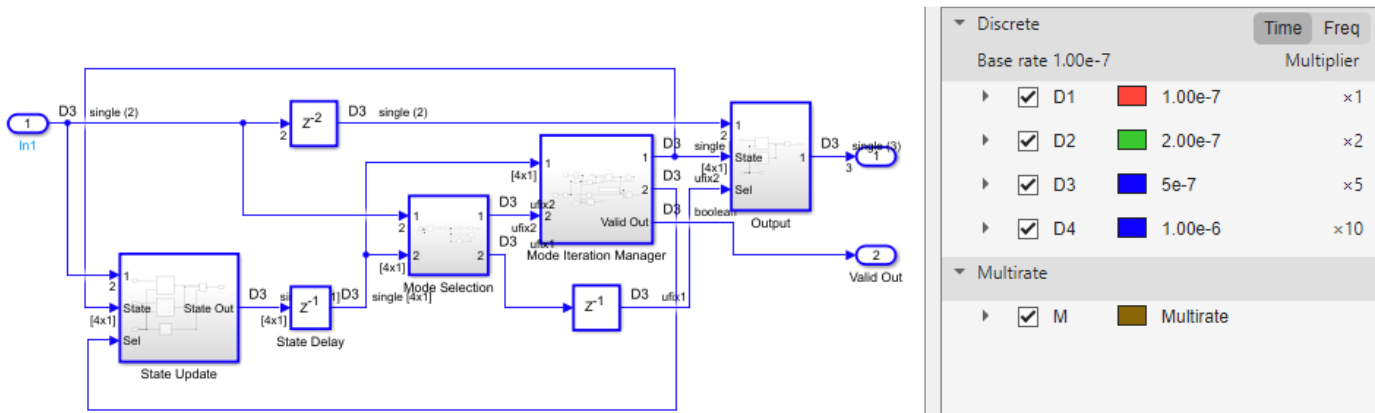 D3 single (2)
1
In1
2
z-2
D3 single (2)
1
2
State
[4x1]
Sel
1
Output
D3 single (3)
1
3
1
[4x1]
2
ufix2
1
2
Valid Out
Mode Iteration Manager
D3 single
D3 ufix2
D3 boolean
2
Valid Out
1
2
2
[4x1]
1
2
Mode Selection
D3 ufix2
D3 ufix1
z-1
D3 ufix1
1
2
State
[4x1]
Sel
State Out
State Update
D3
[4x1]
z-1
State Delay
D3 single [4x1]
Discrete
Time Freq
Base rate 1.00e-7 Multiplier
D1 1.00e-7 ×1
D2 2.00e-7 ×2
D3 5e-7 ×5
D4 1.00e-6 ×10
Multirate
M Multirate